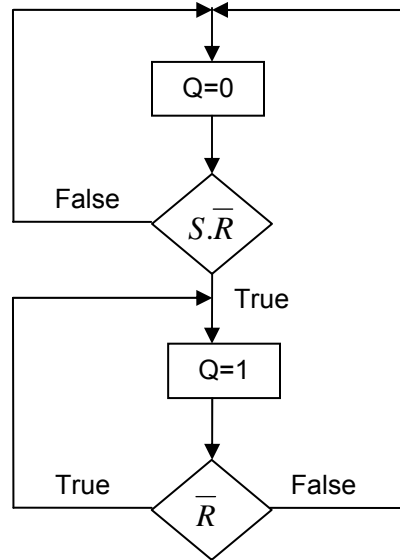 Q=0
False
S.R̅
True
Q=1
True
False
R̅